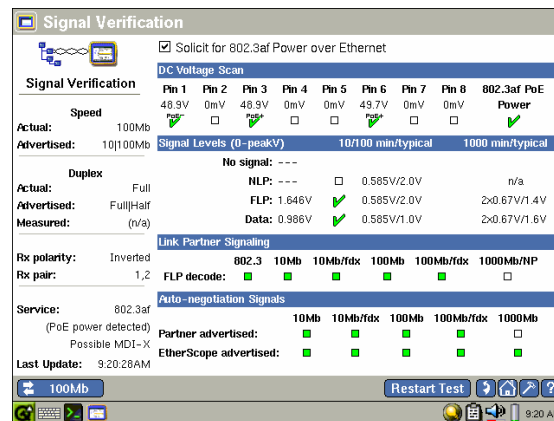 Signal Verification
Solicit for 802.3af Power over Ethernet
Signal Verification
Speed
Actual: 100Mb
Advertised: 10|100Mb
Duplex
Actual: Full
Advertised: Full|Half
Measured: (n/a)
Rx polarity: Inverted
Rx pair: 1,2
Service: 802.3af
(PoE power detected)
Possible MDI-X
Last Update: 9:20:28AM
DC Voltage Scan
Pin 1 Pin 2 Pin 3 Pin 4 Pin 5 Pin 6 Pin 7 Pin 8 802.3af PoE
48.9V 0mV 48.9V 0mV 0mV 49.7V 0mV 0mV Power
PoE- PoE+ PoE+
Signal Levels (0-peakV) 10/100 min/typical 1000 min/typical
No signal: ---
NLP: --- 0.585V/2.0V n/a
FLP: 1.646V 0.585V/2.0V 2x0.67V/1.4V
Data: 0.986V 0.585V/1.0V 2x0.67V/1.6V
Link Partner Signaling
802.3 10Mb 10Mb/fdx 100Mb 100Mb/fdx 1000Mb/NP
FLP decode:
Auto-negotiation Signals
10Mb 10Mb/fdx 100Mb 100Mb/fdx 1000Mb
Partner advertised:
EtherScope advertised:
100Mb
Restart Test
?
9:20 A